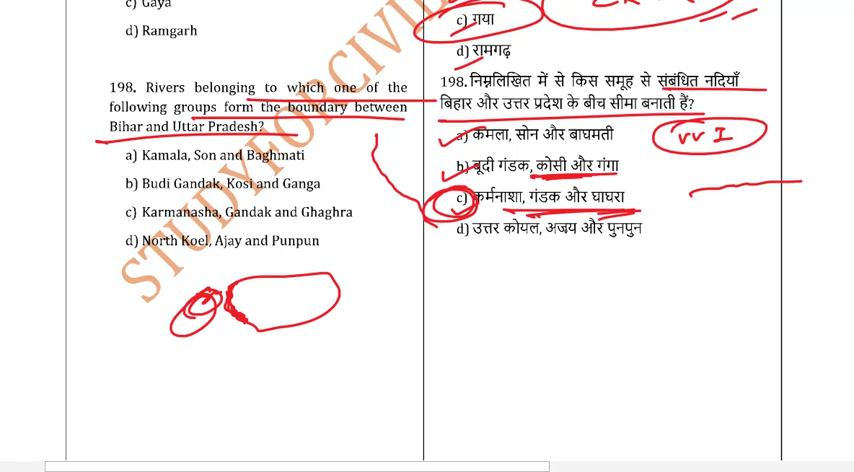 c) Gaya
d) Ramgarh
198. Rivers belonging to which one of the
following groups form the boundary between
Bihar and Uttar Pradesh?
a) Kamala, Son and Baghmati
b) Budi Gandak, Kosi and Ganga
c) Karmanasha, Gandak and Ghaghra
d) North Koel, Ajay and Punpun
c) गया
d) रामगढ़
198. निम्नलिखित में से किस समूह से संबंधित नदियाँ
बिहार और उत्तर प्रदेश के बीच सीमा बनाती हैं?
a) कमला, सोन और बाघमती
b) बूदी गंडक, कोसी और गंगा
c) कर्मनाशा, गंडक और घाघरा
d) उत्तर कोयल, अजय और पुनपुन
VV I
STUDYFORCIVIL